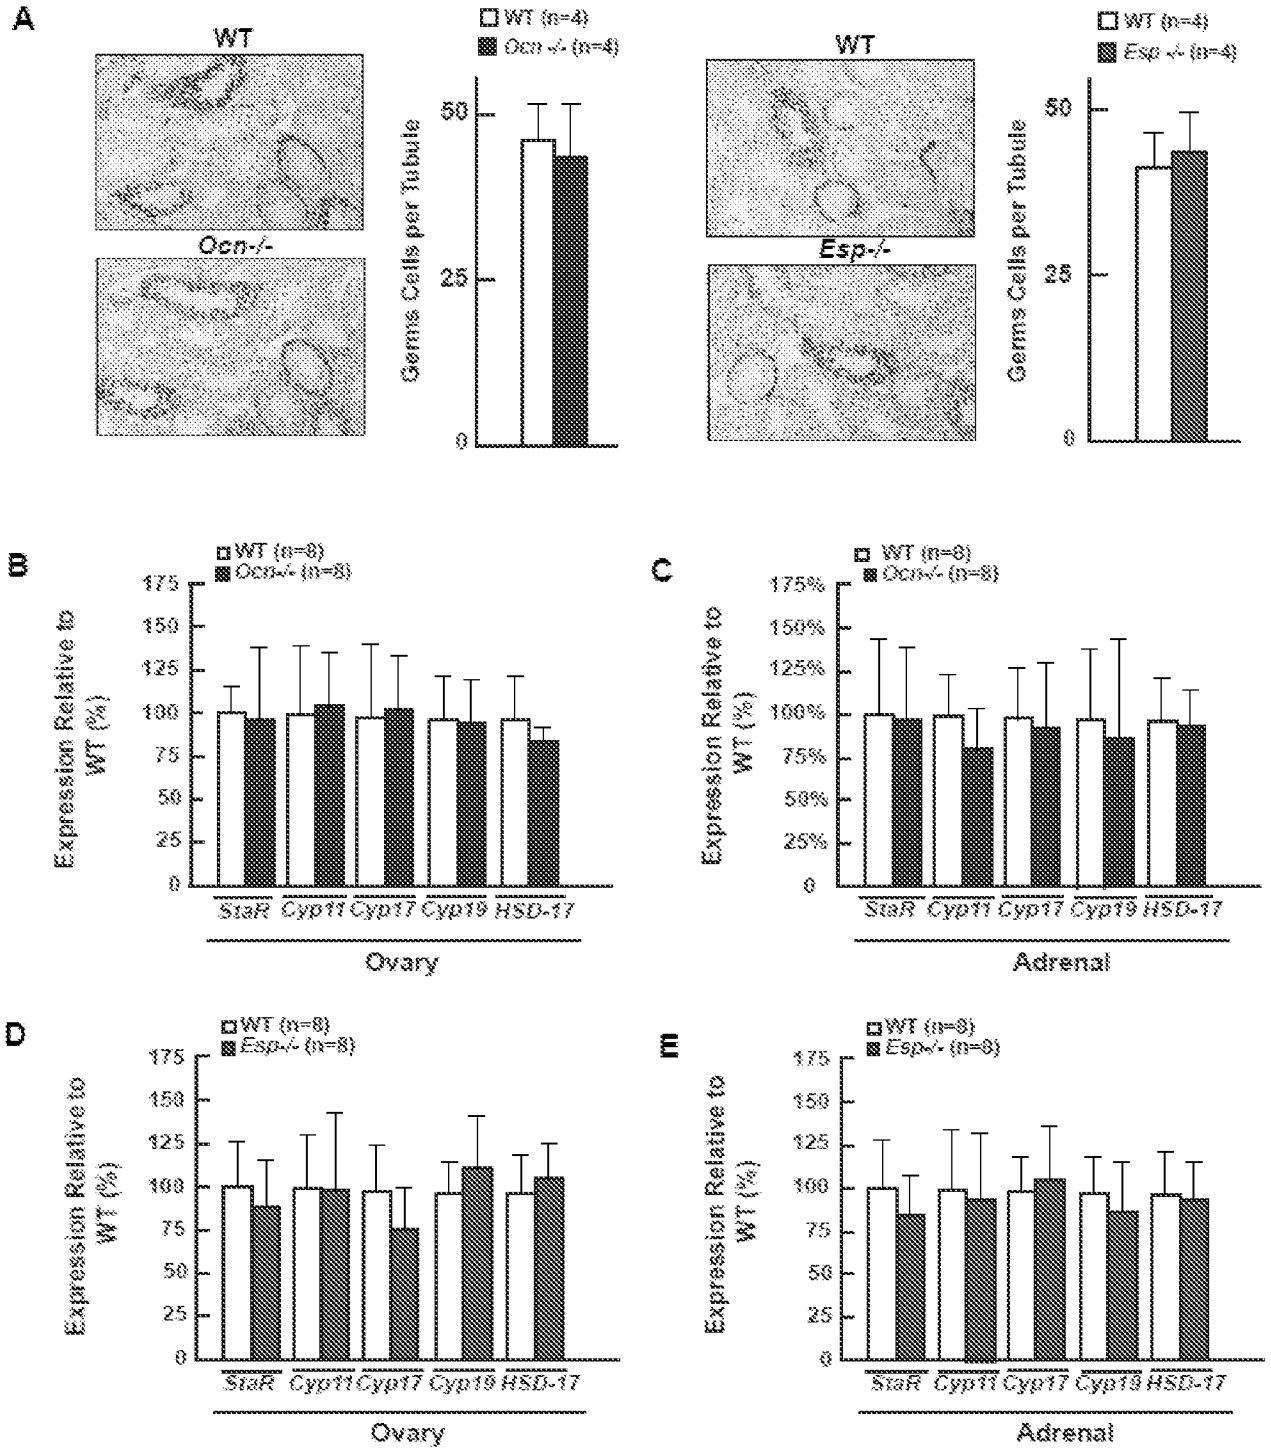 A
WT
Ocn-/-
WT (n=4)
Ocn -/- (n=4)
Germs Cells per Tubule
50
25
0
WT
Esp-/-
WT (n=4)
Esp -/- (n=4)
Germs Cells per Tubule
50
25
0
B
WT (n=8)
Ocn-/- (n=8)
Expression Relative to
WT (%)
175
150
125
100
75
50
25
0
StaR Cyp11 Cyp17 Cyp19 HSD-17
Ovary
C
WT (n=8)
Ocn-/- (n=8)
Expression Relative to
WT (%)
175%
150%
125%
100%
75%
50%
25%
0
StaR Cyp11 Cyp17 Cyp19 HSD-17
Adrenal
D
WT (n=8)
Esp-/- (n=8)
Expression Relative to
WT (%)
175
150
125
100
75
50
25
0
StaR Cyp11 Cyp17 Cyp19 HSD-17
Ovary
E
WT (n=8)
Esp-/- (n=8)
Expression Relative to
WT (%)
175
150
125
100
75
50
25
0
StaR Cyp11 Cyp17 Cyp19 HSD-17
Adrenal